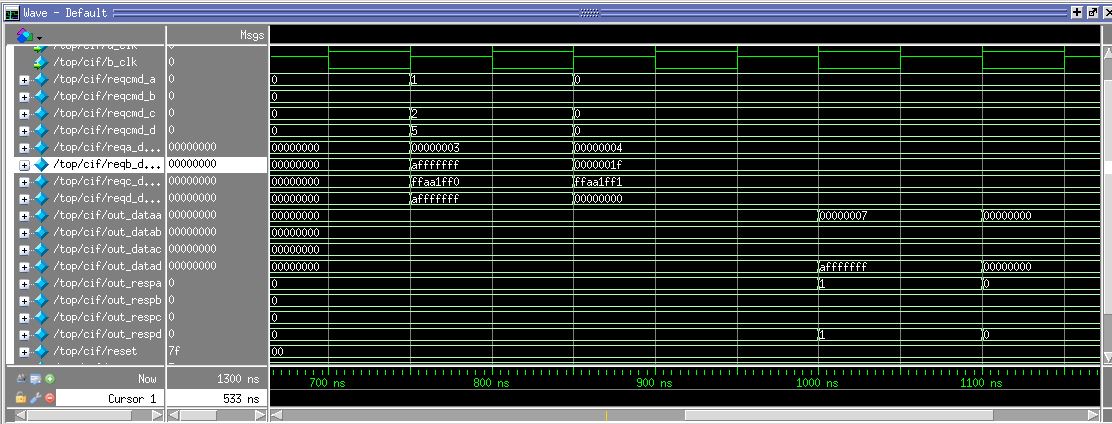 Wave - Default
Msgs
/top/cif/a_clk 0
/top/cif/b_clk 0
/top/cif/reqcmd_a 0 0 1 0
/top/cif/reqcmd_b 0 0
/top/cif/reqcmd_c 0 0 2 0
/top/cif/reqcmd_d 0 0 5 0
/top/cif/reqa_d... 00000000 00000000 00000003 00000004
/top/cif/reqb_d... 00000000 00000000 afffffff 0000001f
/top/cif/reqc_d... 00000000 00000000 ffaa1ff0 ffaa1ff1
/top/cif/reqd_d... 00000000 00000000 afffffff 00000000
/top/cif/out_dataa 00000000 00000000 00000007 00000000
/top/cif/out_datab 00000000 00000000
/top/cif/out_datac 00000000 00000000
/top/cif/out_datad 00000000 00000000 afffffff 00000000
/top/cif/out_respa 0 0 1 0
/top/cif/out_respb 0 0
/top/cif/out_respc 0 0
/top/cif/out_respd 0 0 1 0
/top/cif/reset 7f 00
Now 1300 ns 700 ns 800 ns 900 ns 1000 ns 1100 ns
Cursor 1 533 ns